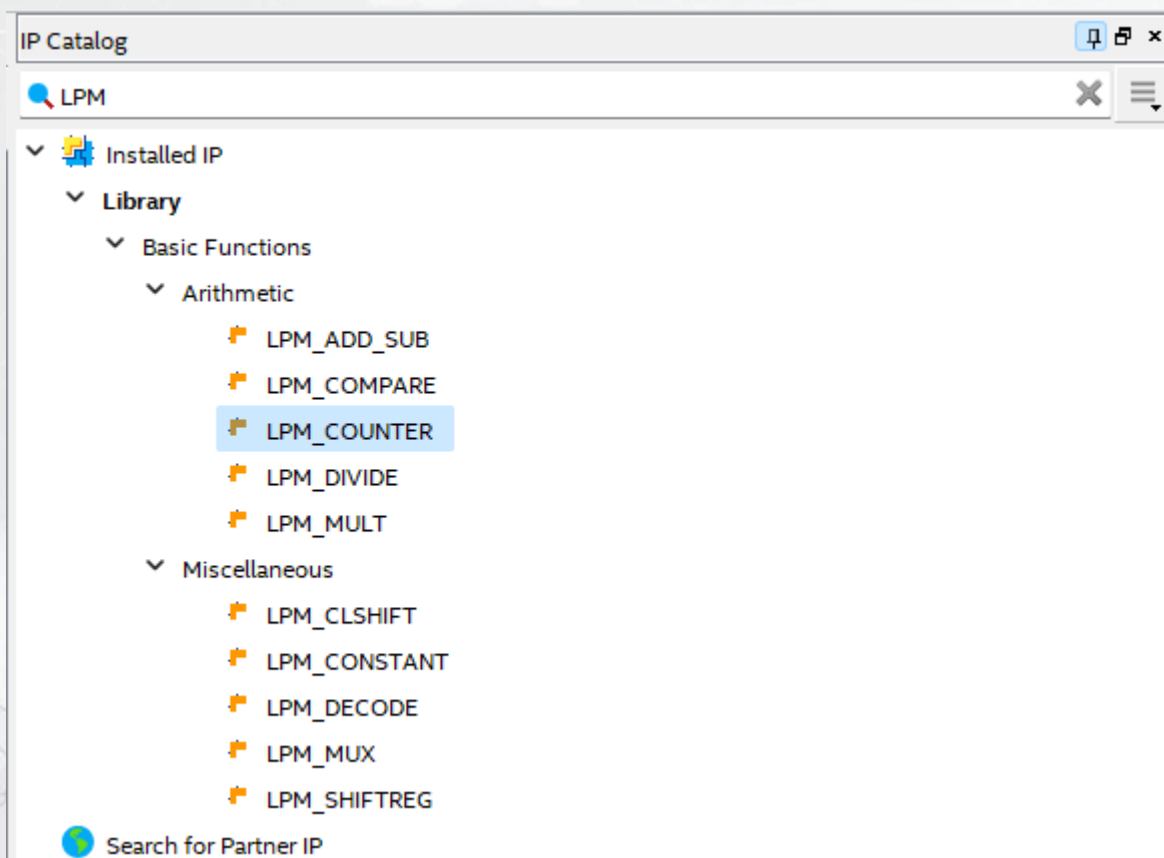 IP Catalog
LPM
Installed IP
Library
Basic Functions
Arithmetic
LPM_ADD_SUB
LPM_COMPARE
LPM_COUNTER
LPM_DIVIDE
LPM_MULT
Miscellaneous
LPM_CLSHIFT
LPM_CONSTANT
LPM_DECODE
LPM_MUX
LPM_SHIFTREG
Search for Partner IP